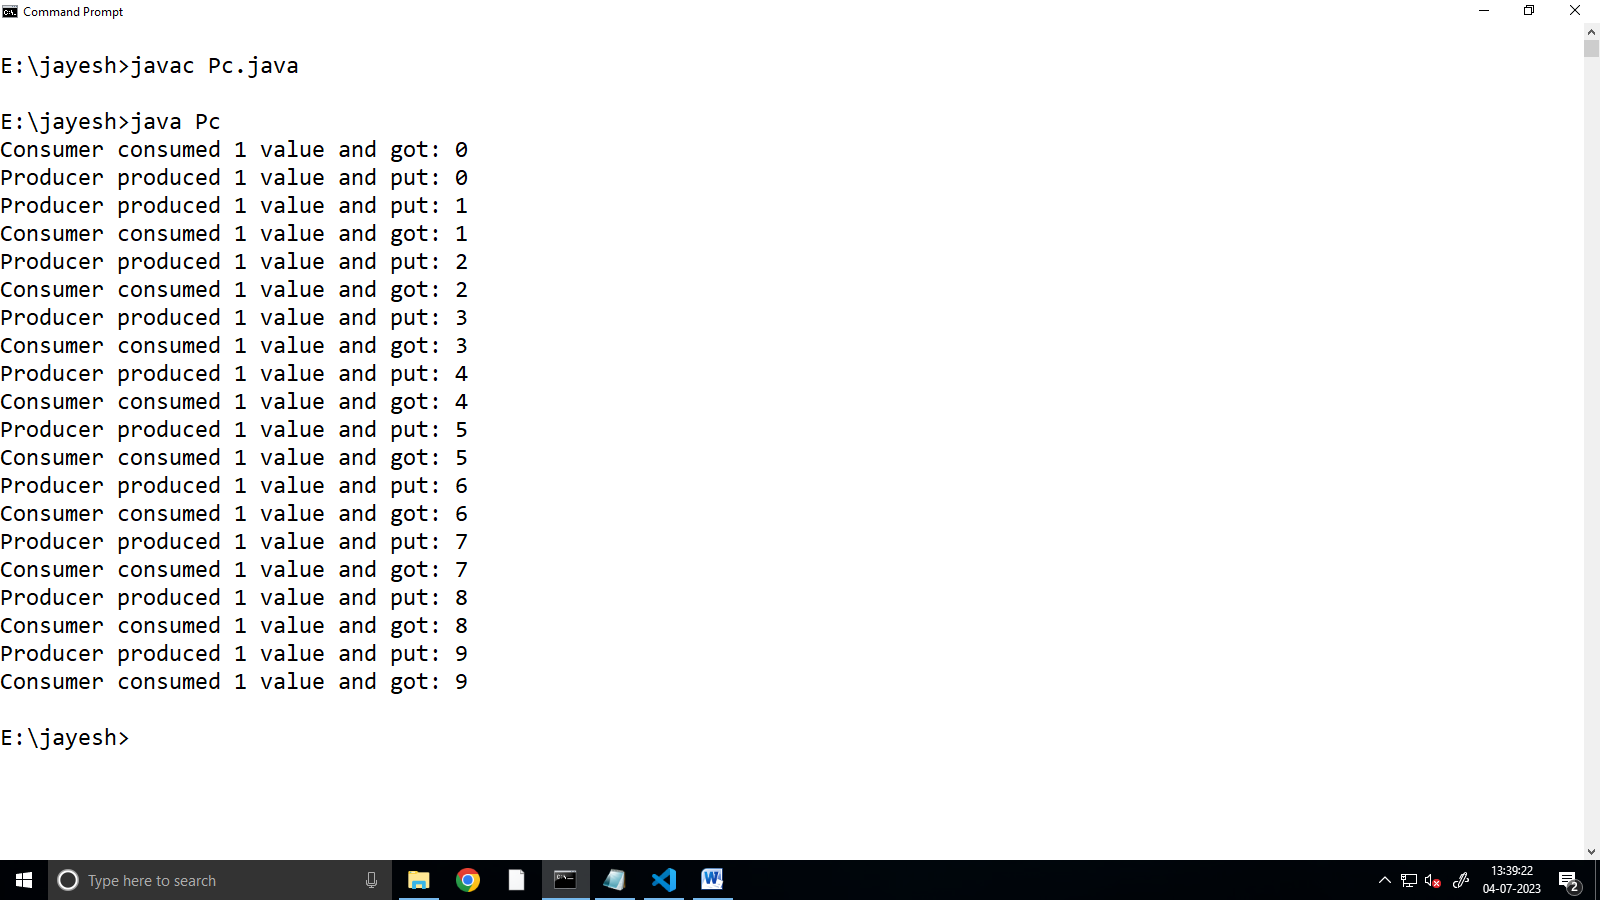 Command Prompt
E:\jayesh>javac Pc.java
E:\jayesh>java Pc
Consumer consumed 1 value and got: 0
Producer produced 1 value and put: 0
Producer produced 1 value and put: 1
Consumer consumed 1 value and got: 1
Producer produced 1 value and put: 2
Consumer consumed 1 value and got: 2
Producer produced 1 value and put: 3
Consumer consumed 1 value and got: 3
Producer produced 1 value and put: 4
Consumer consumed 1 value and got: 4
Producer produced 1 value and put: 5
Consumer consumed 1 value and got: 5
Producer produced 1 value and put: 6
Consumer consumed 1 value and got: 6
Producer produced 1 value and put: 7
Consumer consumed 1 value and got: 7
Producer produced 1 value and put: 8
Consumer consumed 1 value and got: 8
Producer produced 1 value and put: 9
Consumer consumed 1 value and got: 9
E:\jayesh>
Type here to search
13:39:22
04-07-2023
2